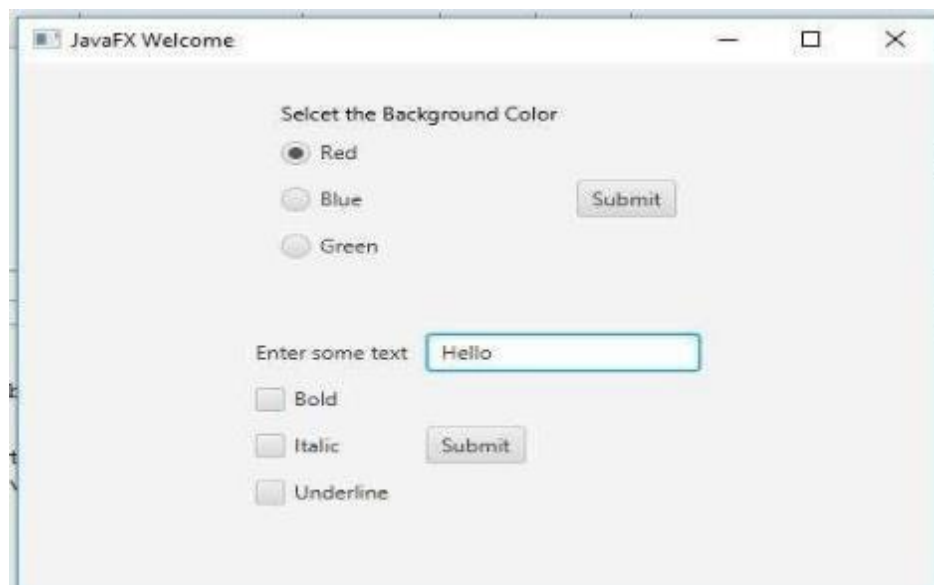 JavaFX Welcome
Selcet the Background Color
Red
Blue
Submit
Green
Enter some text Hello
Bold
Italic
Submit
Underline